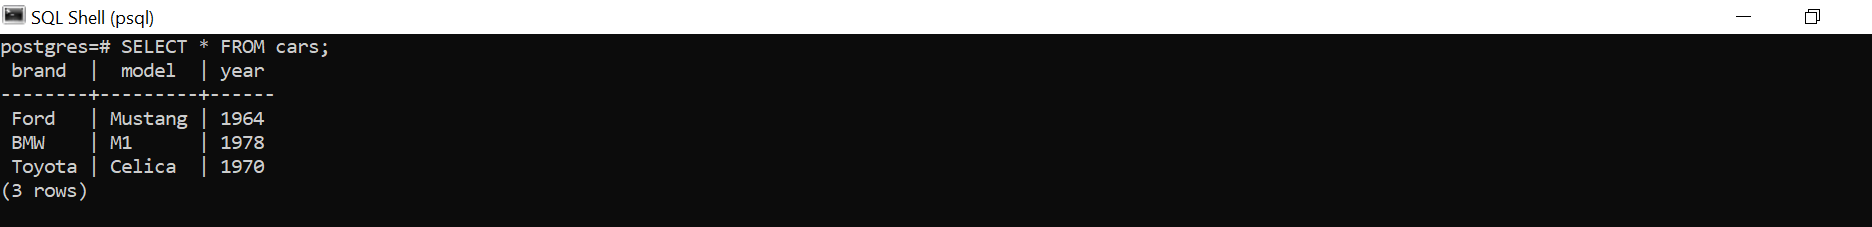 SQL Shell (psql)
postgres=# SELECT * FROM cars;
 brand  |  model  | year
--------+---------+------
 Ford   | Mustang | 1964
 BMW    | M1      | 1978
 Toyota | Celica  | 1970
(3 rows)